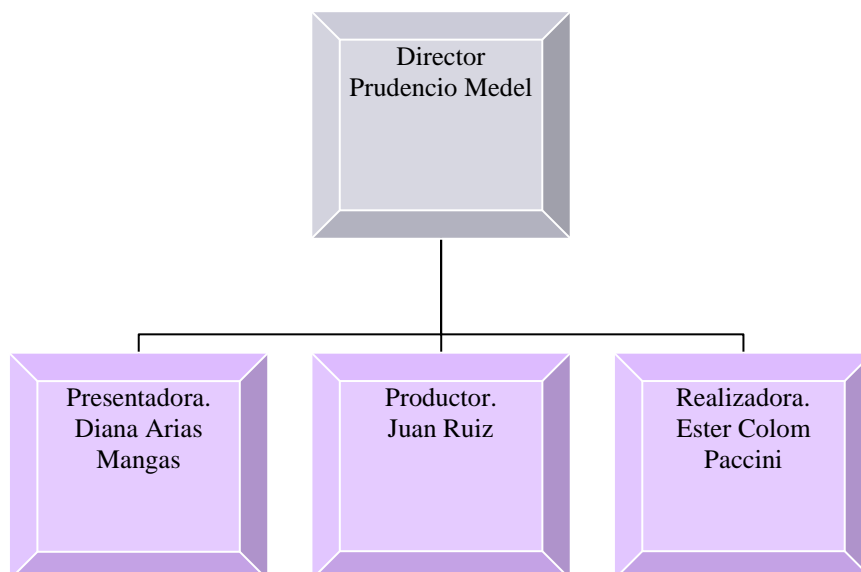 Director
Prudencio Medel
Presentadora.
Diana Arias
Mangas
Productor.
Juan Ruiz
Realizadora.
Ester Colom
Paccini